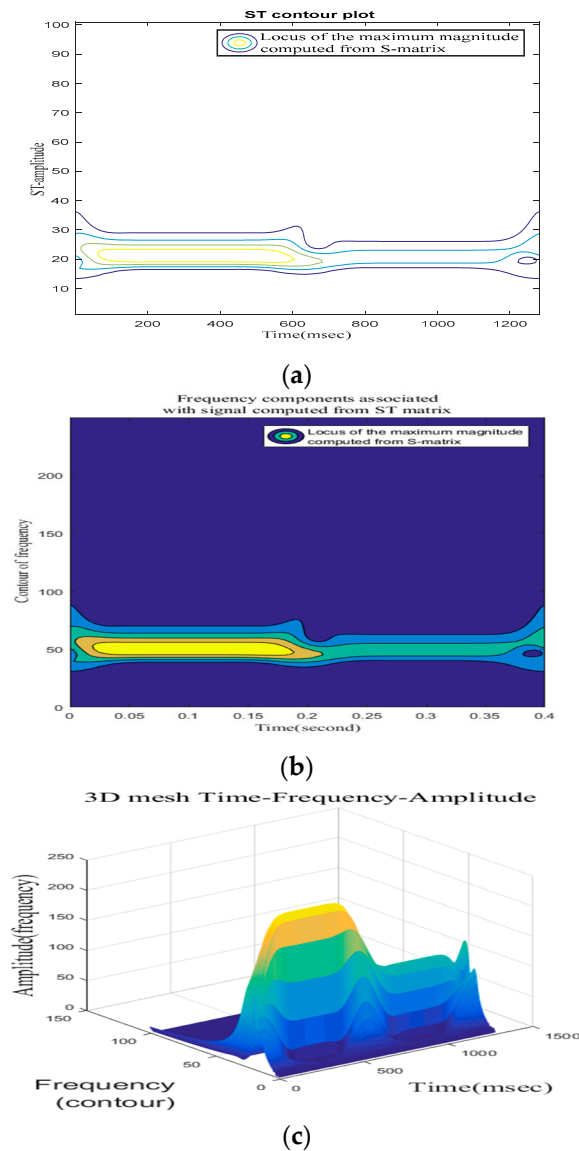 ST contour plot
Locus of the maximum magnitude
computed from S-matrix
100
90
80
70
60
50
40
30
20
10
ST-amplitude
200 400 600 800 1000 1200
Time(msec)
(a)
Frequency components associated
with signal computed from ST matrix
Locus of the maximum magnitude
computed from S-matrix
200
150
100
50
0
Contour of frequency
0 0.05 0.1 0.15 0.2 0.25 0.3 0.35 0.4
Time(second)
(b)
3D mesh Time-Frequency-Amplitude
250
200
150
100
50
0
Amplitude(frequency)
150
100
50
0
Frequency
(contour)
0
500
1000
1500
Time(msec)
(c)